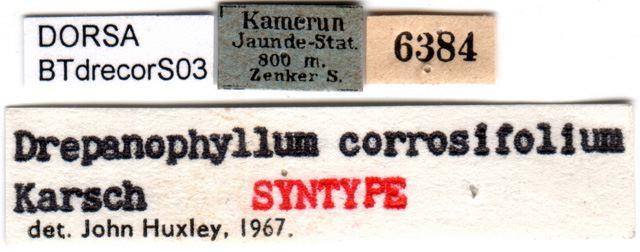 DORSA
BTdrecorS03
Kamerun
Jaunde-Stat.
800 m.
Zenker S.
6384
Drepanophyllum corrosifolium
Karsch SYNTYPE
det. John Huxley, 1967.